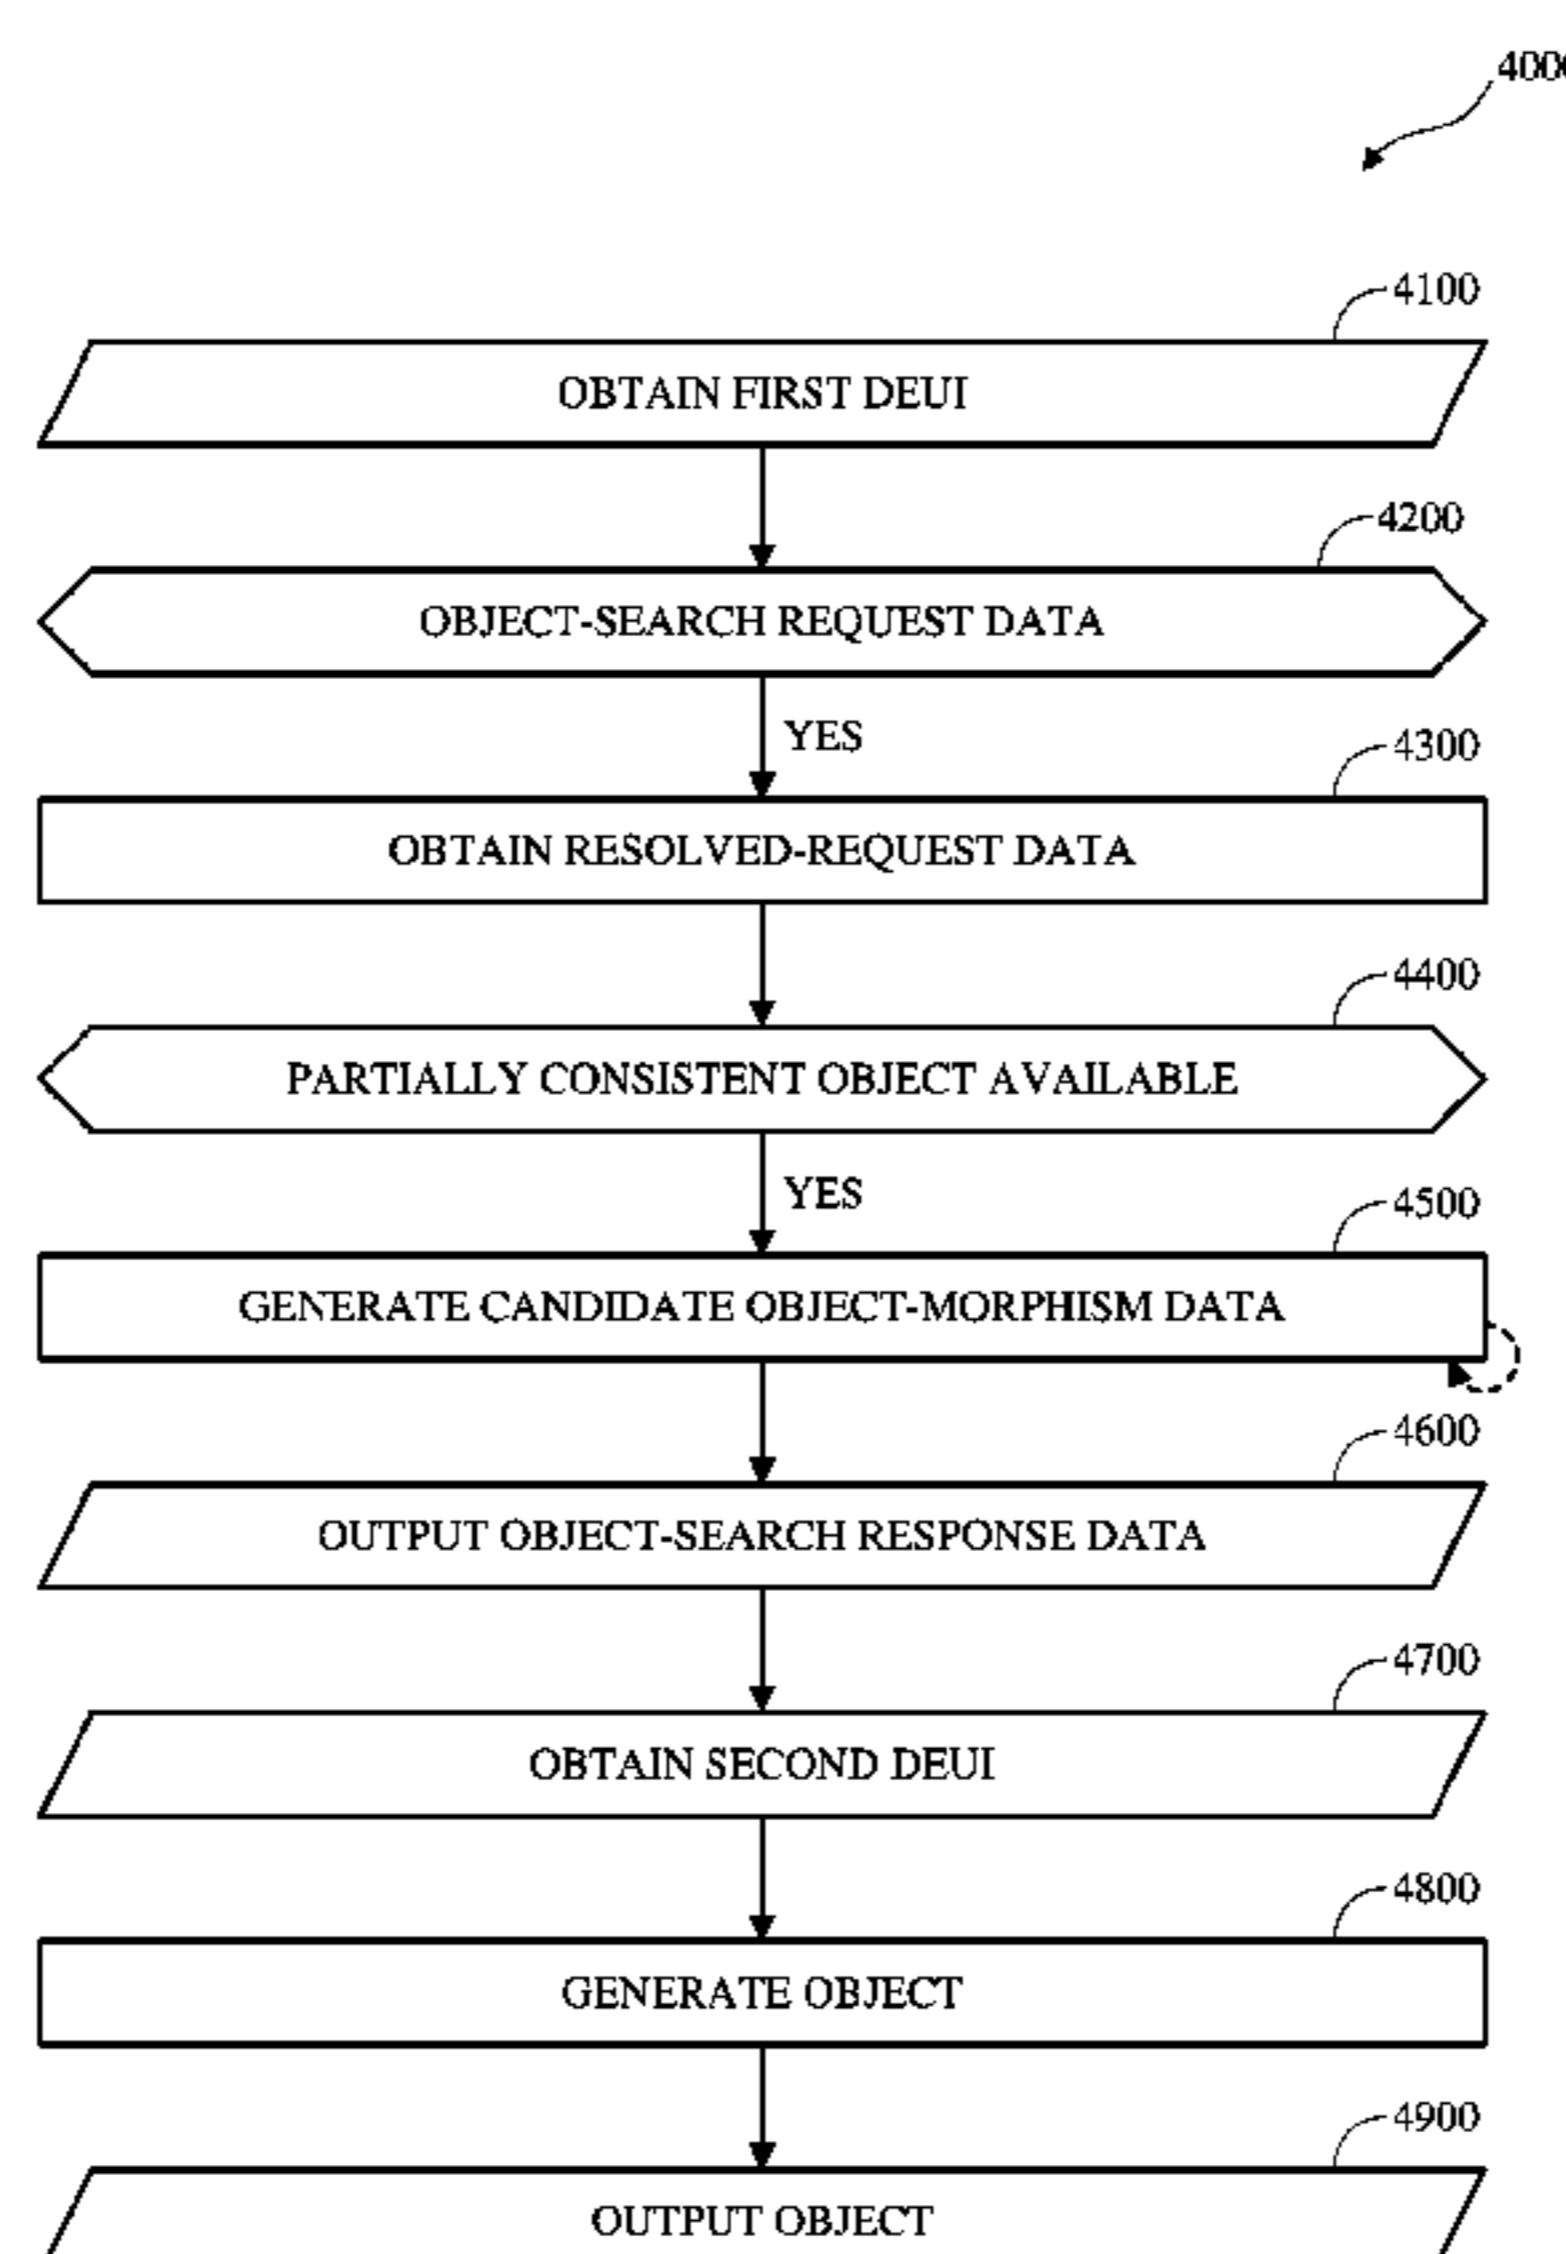 4100
OBTAIN FIRST DEUI
4200
OBJECT-SEARCH REQUEST DATA
YES
4300
OBTAIN RESOLVED-REQUEST DATA
4400
PARTIALLY CONSISTENT OBJECT AVAILABLE
YES
4500
GENERATE CANDIDATE OBJECT-MORPHISM DATA
4600
OUTPUT OBJECT-SEARCH RESPONSE DATA
4700
OBTAIN SECOND DEUI
4800
GENERATE OBJECT
4900
OUTPUT OBJECT